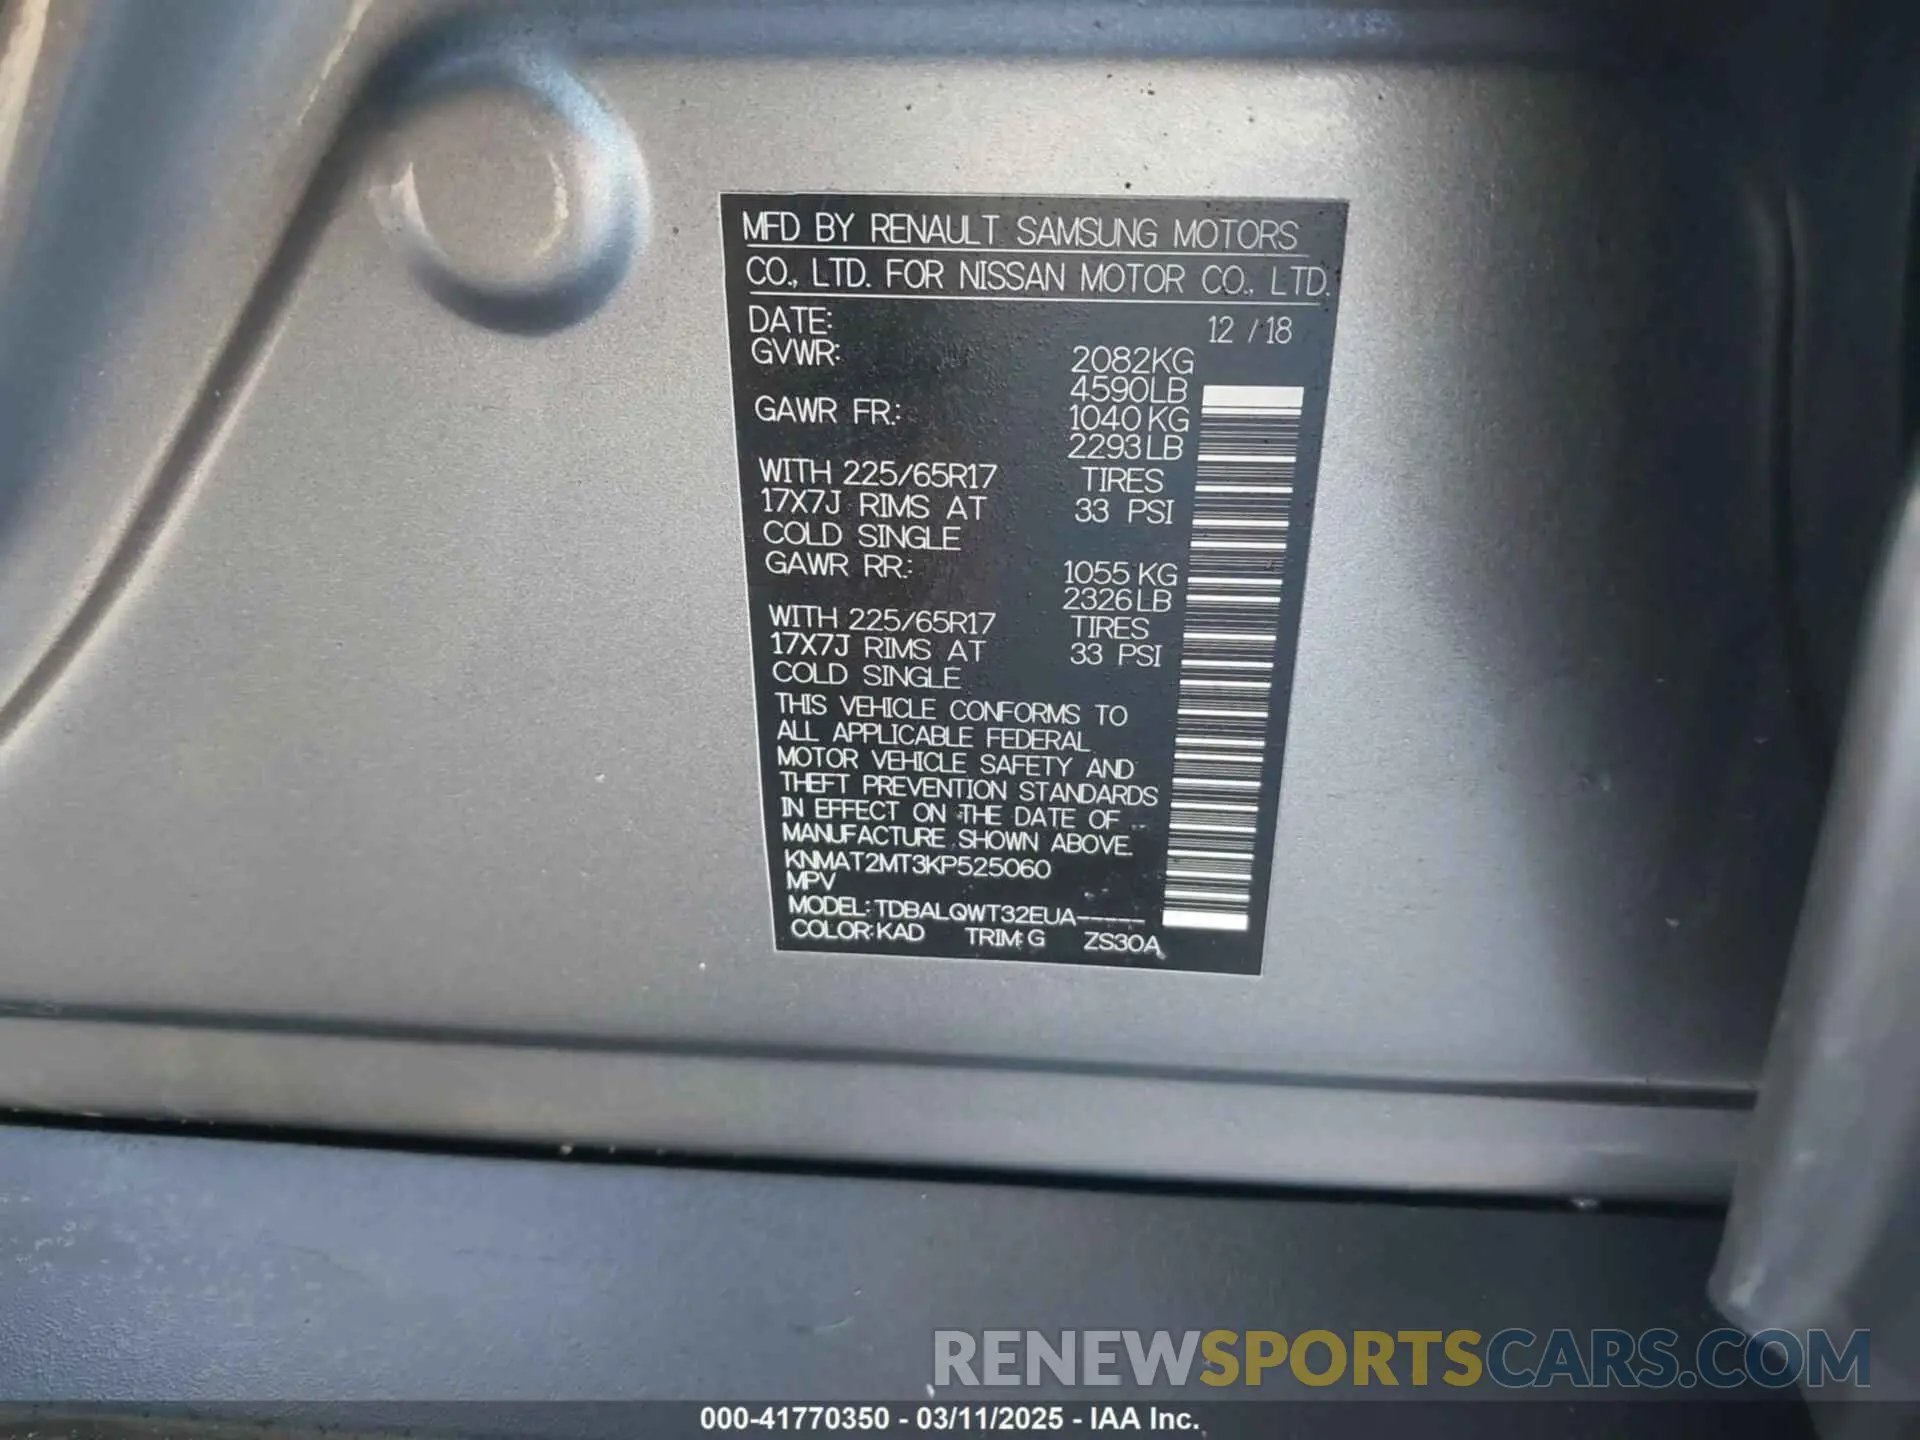 MFD BY RENAULT SAMSUNG MOTORS
CO., LTD. FOR NISSAN MOTOR CO., LTD.
DATE: 12 / 18
GVWR: 2082KG
4590LB
GAWR FR.: 1040 KG
2293LB
WITH 225/65R17 TIRES
17X7J RIMS AT 33 PSI
COLD SINGLE
GAWR RR.: 1055 KG
2326LB
WITH 225/65R17 TIRES
17X7J RIMS AT 33 PSI
COLD SINGLE
THIS VEHICLE CONFORMS TO
ALL APPLICABLE FEDERAL
MOTOR VEHICLE SAFETY AND
THEFT PREVENTION STANDARDS
IN EFFECT ON THE DATE OF
MANUFACTURE SHOWN ABOVE.
KNMAT2MT3KP525060
MPV
MODEL: TDBALQWT32EUA-----
COLOR: KAD TRIM: G ZS30A
RENEWSPORTSCARS.COM
000-41770350 - 03/11/2025 - IAA Inc.